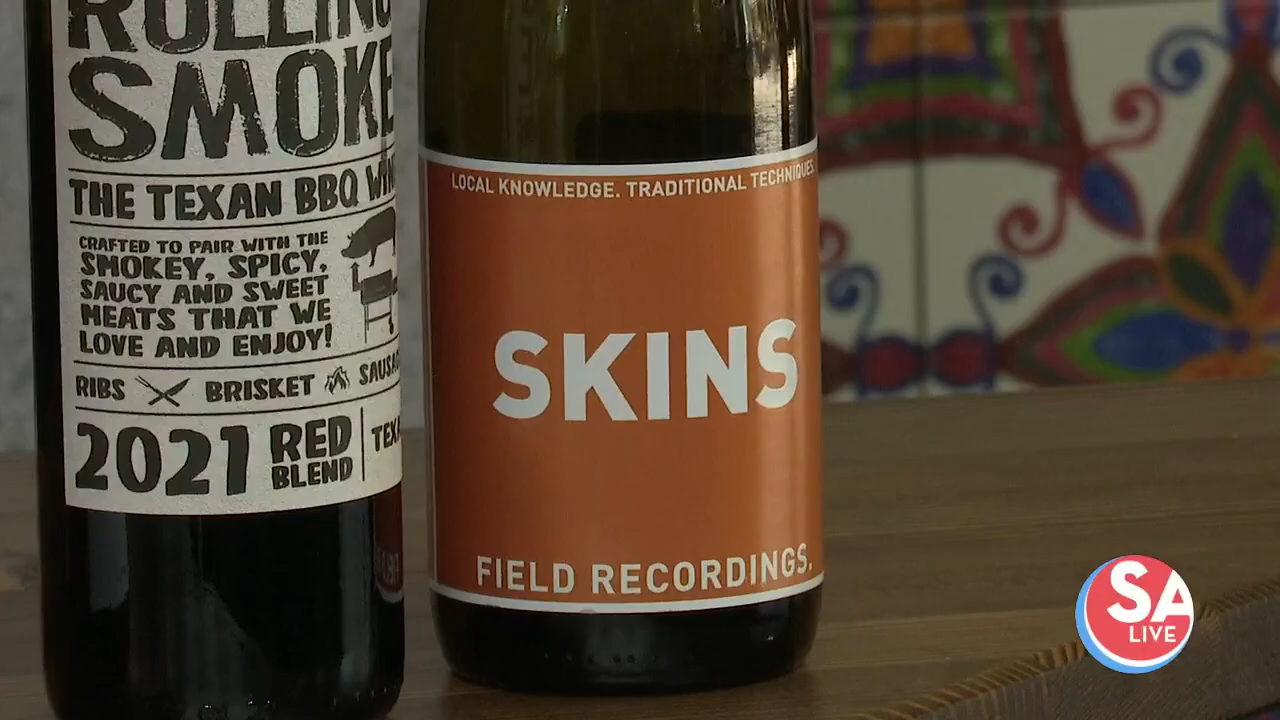 ROLLING
SMOKE
THE TEXAN BBQ
CRAFTED TO PAIR WITH THE
SMOKEY, SPICY,
SAUCY AND SWEET
MEATS THAT WE
LOVE AND ENJOY!
RIBS BRISKET
2021 RED BLEND
LOCAL KNOWLEDGE. TRADITIONAL TECHNIQUES.
SKINS
FIELD RECORDINGS.
SA
LIVE